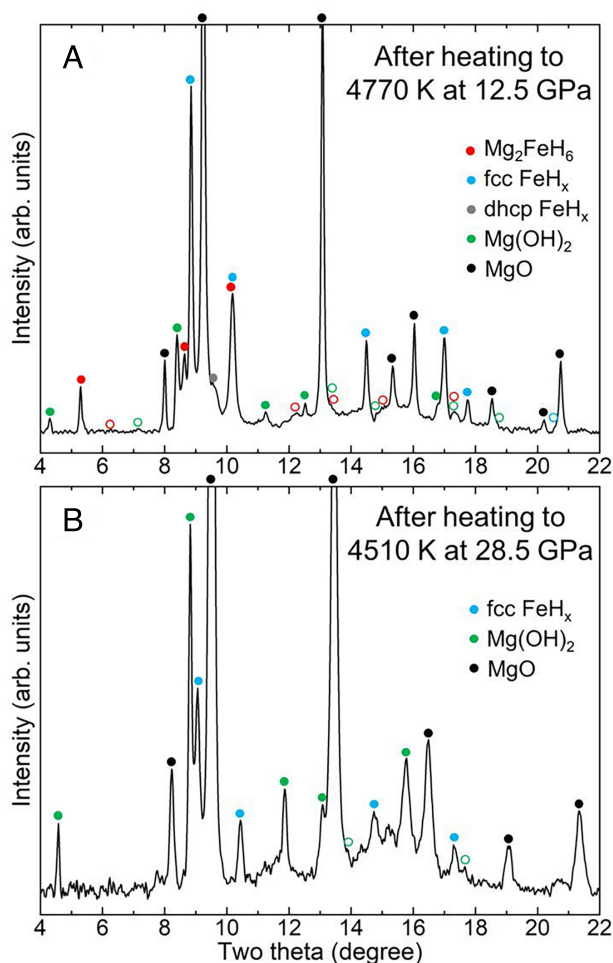 A
After heating to
4770 K at 12.5 GPa
Mg₂FeH₆
fcc FeHₓ
dhcp FeHₓ
Mg(OH)₂
MgO
Intensity (arb. units)
4 6 8 10 12 14 16 18 20 22
B
After heating to
4510 K at 28.5 GPa
fcc FeHₓ
Mg(OH)₂
MgO
Intensity (arb. units)
4 6 8 10 12 14 16 18 20 22
Two theta (degree)